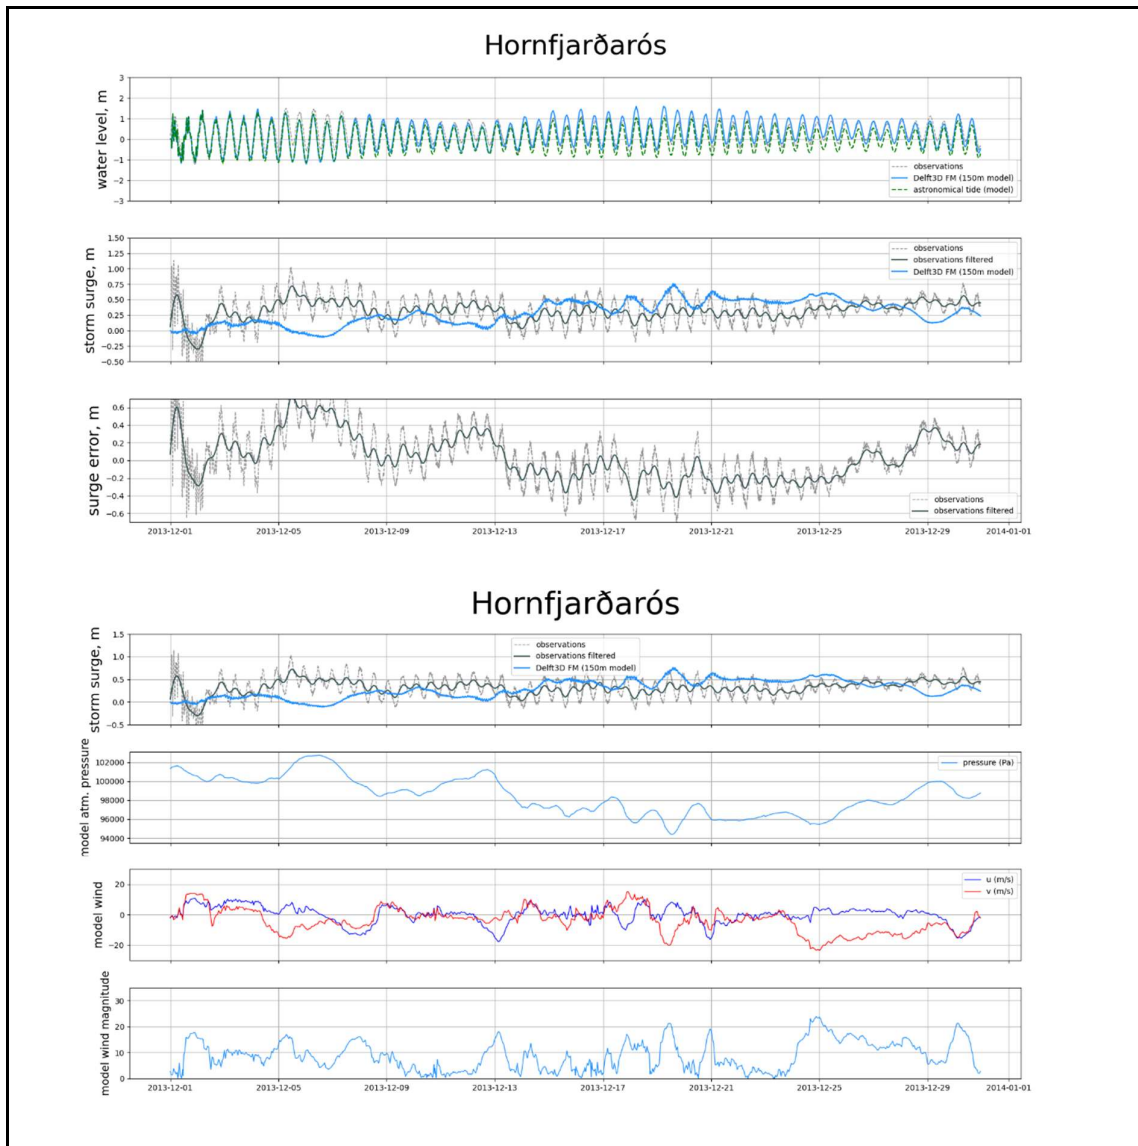 Hornfjarðarós
water level, m
3
2
1
0
−1
−2
−3
observations
Delft3D FM (150m model)
astronomical tide (model)
storm surge, m
1.50
1.25
1.00
0.75
0.50
0.25
0.00
−0.25
−0.50
observations
observations filtered
Delft3D FM (150m model)
surge error, m
0.6
0.4
0.2
0.0
−0.2
−0.4
−0.6
observations
observations filtered
2013-12-01 2013-12-05 2013-12-09 2013-12-13 2013-12-17 2013-12-21 2013-12-25 2013-12-29 2014-01-01
Hornfjarðarós
storm surge, m
1.5
1.0
0.5
0.0
−0.5
observations
observations filtered
Delft3D FM (150m model)
model atm. pressure
102000
100000
98000
96000
94000
pressure (Pa)
model wind
20
0
−20
u (m/s)
v (m/s)
model wind magnitude
30
20
10
0
2013-12-01 2013-12-05 2013-12-09 2013-12-13 2013-12-17 2013-12-21 2013-12-25 2013-12-29 2014-01-01